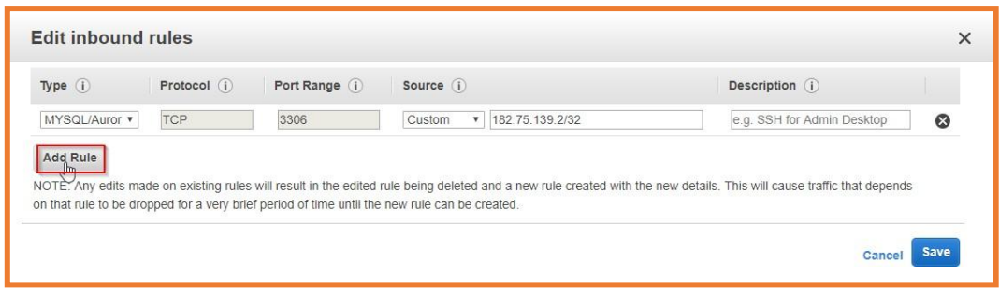 Edit inbound rules
Type Protocol Port Range Source Description
MYSQL/Auror TCP 3306 Custom 182.75.139.2/32 e.g. SSH for Admin Desktop
Add Rule
NOTE: Any edits made on existing rules will result in the edited rule being deleted and a new rule created with the new details. This will cause traffic that depends
on that rule to be dropped for a very brief period of time until the new rule can be created.
Cancel Save